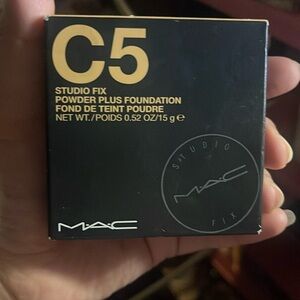 C5
STUDIO FIX
POWDER PLUS FOUNDATION
FOND DE TEINT POUDRE
NET WT./POIDS 0.52 OZ/15 g ℮
STUDIO
MAC
FIX
MAC